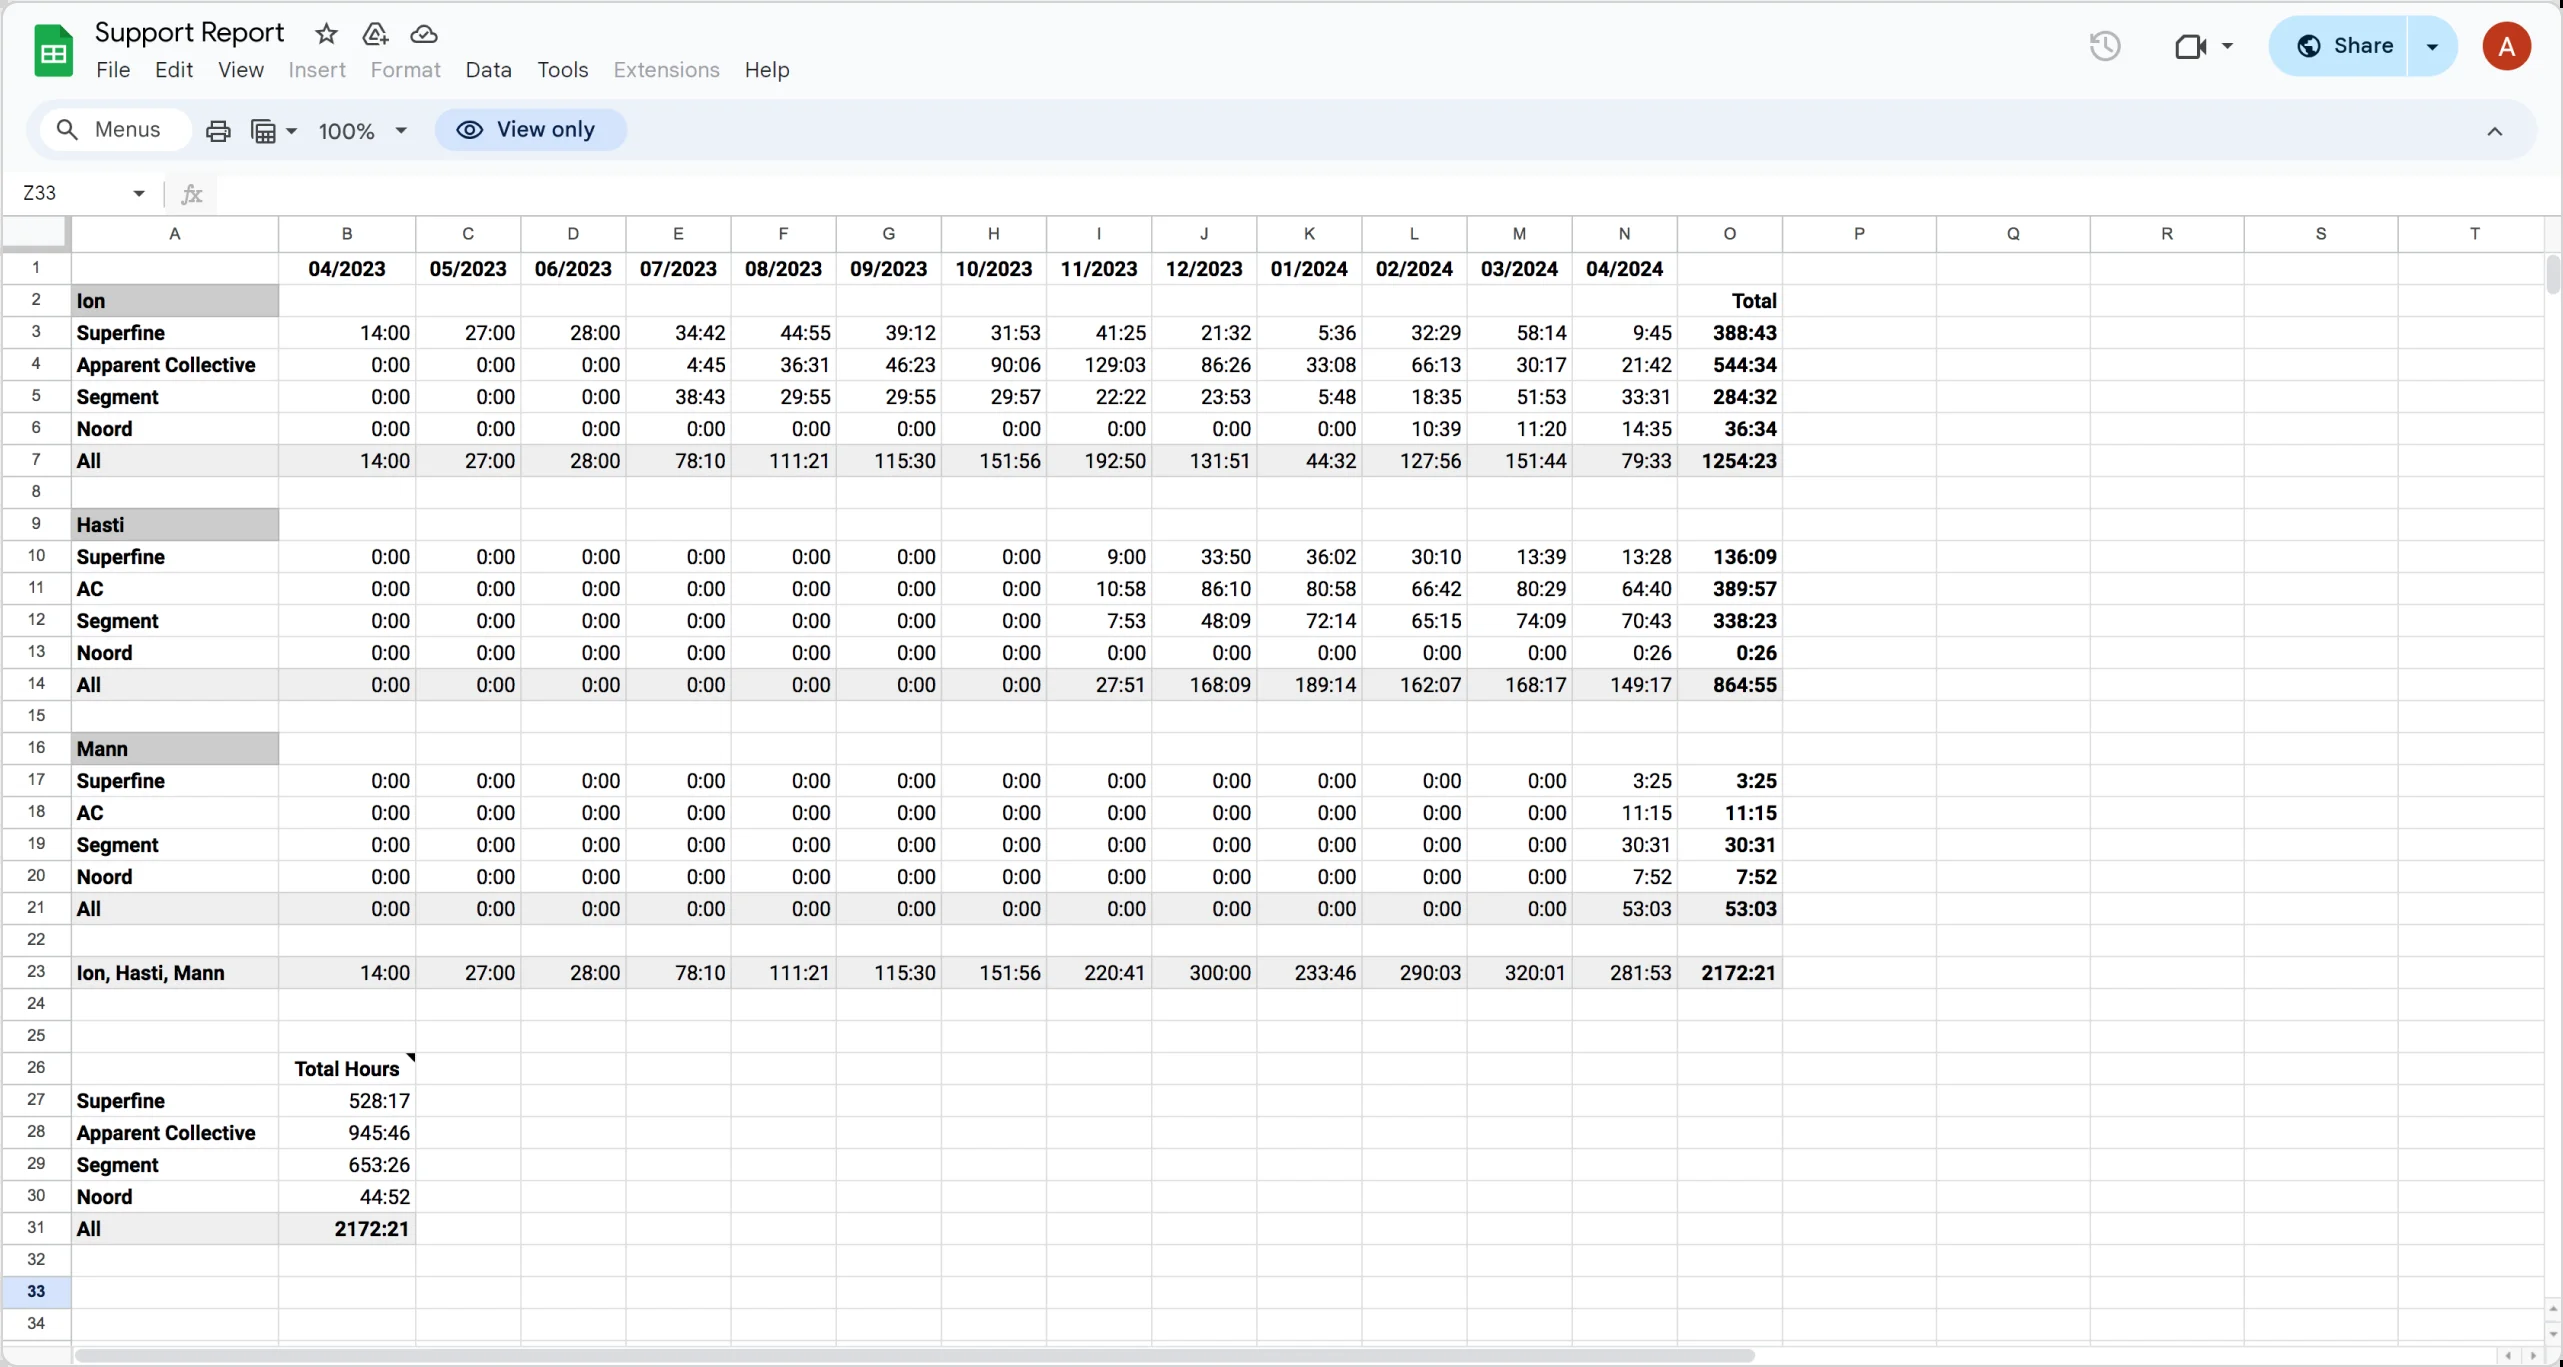 Support Report
File Edit View Insert Format Data Tools Extensions Help
Share
A
Menus 100% View only
Z33 fx
A B C D E F G H I J K L M N O P Q R S T
1 04/2023 05/2023 06/2023 07/2023 08/2023 09/2023 10/2023 11/2023 12/2023 01/2024 02/2024 03/2024 04/2024
2 Ion Total
3 Superfine 14:00 27:00 28:00 34:42 44:55 39:12 31:53 41:25 21:32 5:36 32:29 58:14 9:45 388:43
4 Apparent Collective 0:00 0:00 0:00 4:45 36:31 46:23 90:06 129:03 86:26 33:08 66:13 30:17 21:42 544:34
5 Segment 0:00 0:00 0:00 38:43 29:55 29:55 29:57 22:22 23:53 5:48 18:35 51:53 33:31 284:32
6 Noord 0:00 0:00 0:00 0:00 0:00 0:00 0:00 0:00 0:00 0:00 10:39 11:20 14:35 36:34
7 All 14:00 27:00 28:00 78:10 111:21 115:30 151:56 192:50 131:51 44:32 127:56 151:44 79:33 1254:23
8
9 Hasti
10 Superfine 0:00 0:00 0:00 0:00 0:00 0:00 0:00 9:00 33:50 36:02 30:10 13:39 13:28 136:09
11 AC 0:00 0:00 0:00 0:00 0:00 0:00 0:00 10:58 86:10 80:58 66:42 80:29 64:40 389:57
12 Segment 0:00 0:00 0:00 0:00 0:00 0:00 0:00 7:53 48:09 72:14 65:15 74:09 70:43 338:23
13 Noord 0:00 0:00 0:00 0:00 0:00 0:00 0:00 0:00 0:00 0:00 0:00 0:00 0:26 0:26
14 All 0:00 0:00 0:00 0:00 0:00 0:00 0:00 27:51 168:09 189:14 162:07 168:17 149:17 864:55
15
16 Mann
17 Superfine 0:00 0:00 0:00 0:00 0:00 0:00 0:00 0:00 0:00 0:00 0:00 0:00 3:25 3:25
18 AC 0:00 0:00 0:00 0:00 0:00 0:00 0:00 0:00 0:00 0:00 0:00 0:00 11:15 11:15
19 Segment 0:00 0:00 0:00 0:00 0:00 0:00 0:00 0:00 0:00 0:00 0:00 0:00 30:31 30:31
20 Noord 0:00 0:00 0:00 0:00 0:00 0:00 0:00 0:00 0:00 0:00 0:00 0:00 7:52 7:52
21 All 0:00 0:00 0:00 0:00 0:00 0:00 0:00 0:00 0:00 0:00 0:00 0:00 53:03 53:03
22
23 Ion, Hasti, Mann 14:00 27:00 28:00 78:10 111:21 115:30 151:56 220:41 300:00 233:46 290:03 320:01 281:53 2172:21
24
25
26 Total Hours
27 Superfine 528:17
28 Apparent Collective 945:46
29 Segment 653:26
30 Noord 44:52
31 All 2172:21
32
33
34